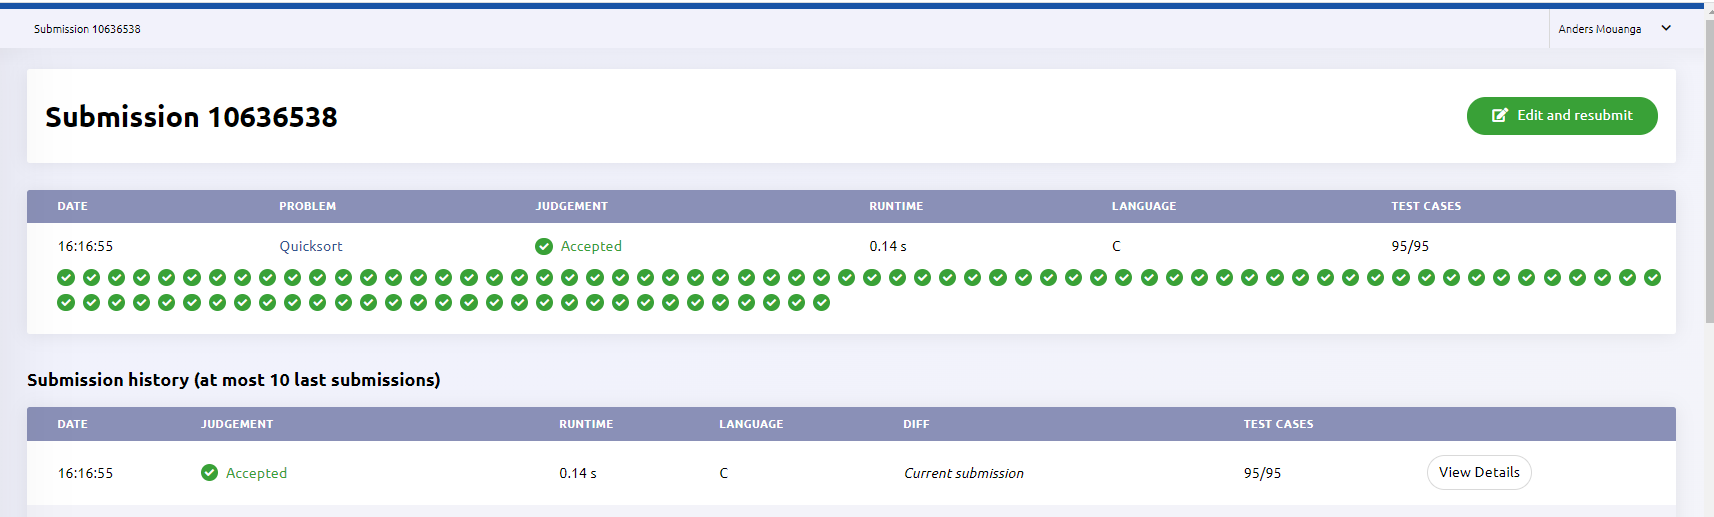 Submission 10636538
Anders Mouanga
Submission 10636538
Edit and resubmit
DATE PROBLEM JUDGEMENT RUNTIME LANGUAGE TEST CASES
16:16:55 Quicksort Accepted 0.14 s C 95/95
Submission history (at most 10 last submissions)
DATE JUDGEMENT RUNTIME LANGUAGE DIFF TEST CASES
16:16:55 Accepted 0.14 s C Current submission 95/95 View Details